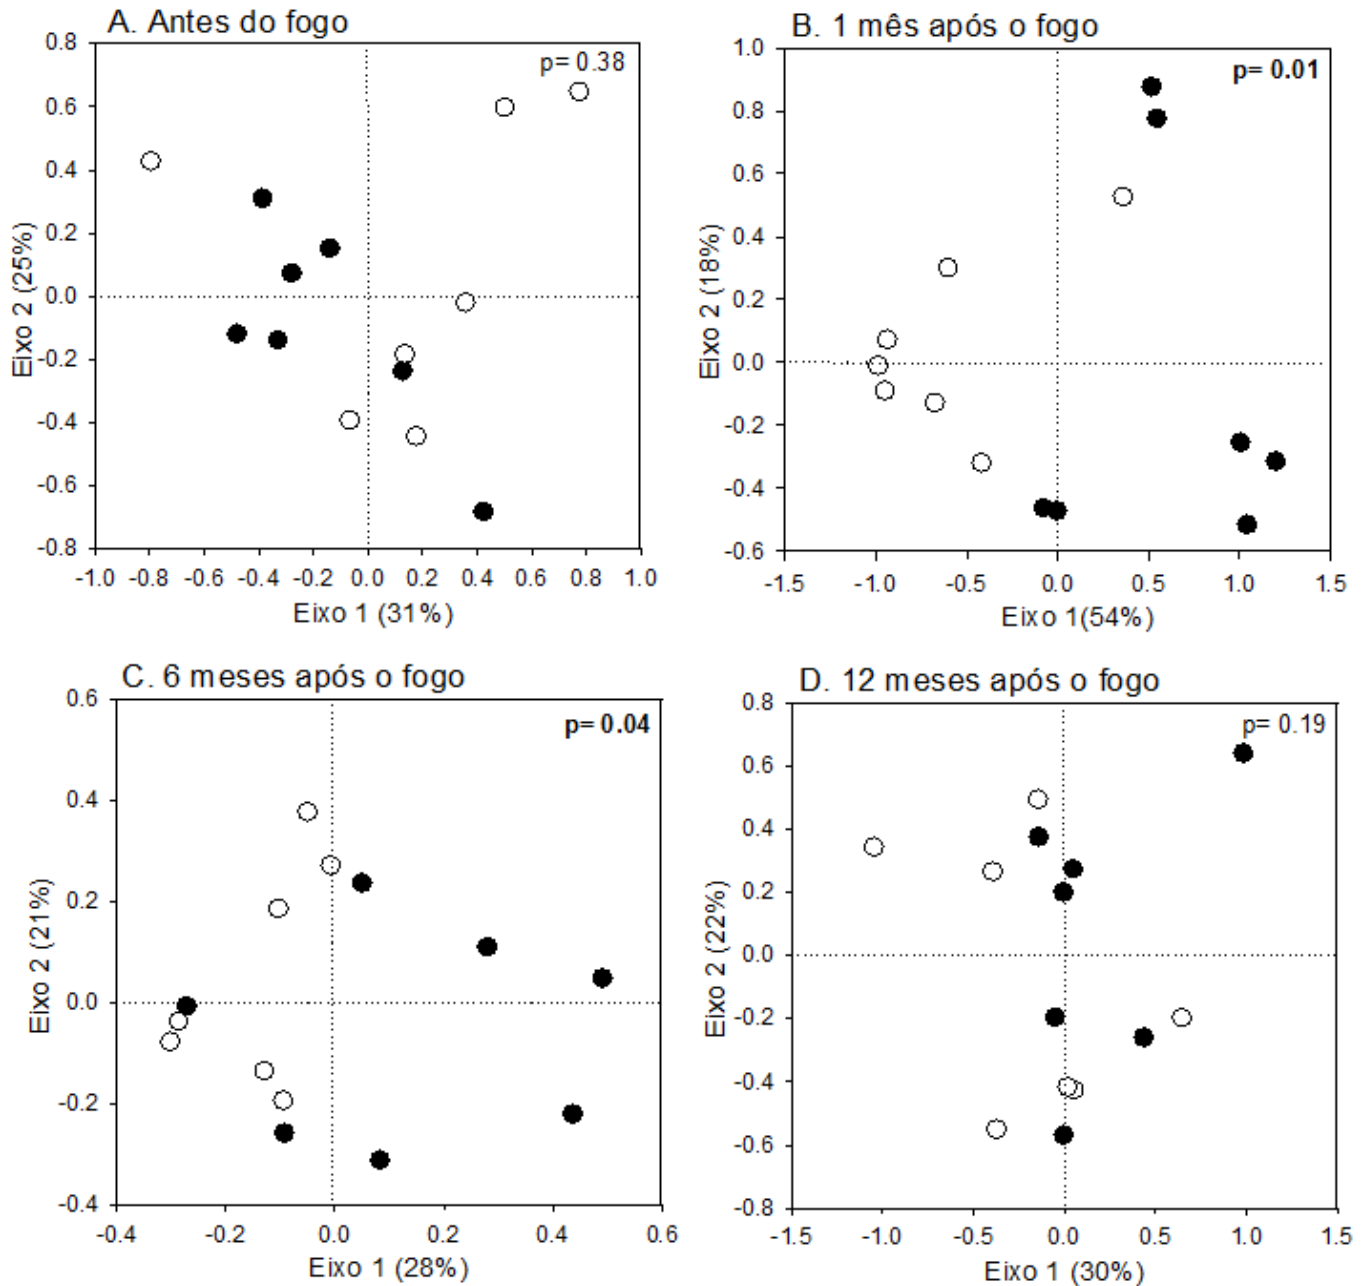 A. Antes do fogo
p= 0.38
0.8
0.6
0.4
0.2
0.0
-0.2
-0.4
-0.6
-0.8
Eixo 2 (25%)
-1.0 -0.8 -0.6 -0.4 -0.2 0.0 0.2 0.4 0.6 0.8 1.0
Eixo 1 (31%)
B. 1 mês após o fogo
p= 0.01
1.0
0.8
0.6
0.4
0.2
0.0
-0.2
-0.4
-0.6
Eixo 2 (18%)
-1.5 -1.0 -0.5 0.0 0.5 1.0 1.5
Eixo 1(54%)
C. 6 meses após o fogo
p= 0.04
0.6
0.4
0.2
0.0
-0.2
-0.4
Eixo 2 (21%)
-0.4 -0.2 0.0 0.2 0.4 0.6
Eixo 1 (28%)
D. 12 meses após o fogo
p= 0.19
0.8
0.6
0.4
0.2
0.0
-0.2
-0.4
-0.6
-0.8
Eixo 2 (22%)
-1.5 -1.0 -0.5 0.0 0.5 1.0 1.5
Eixo 1 (30%)